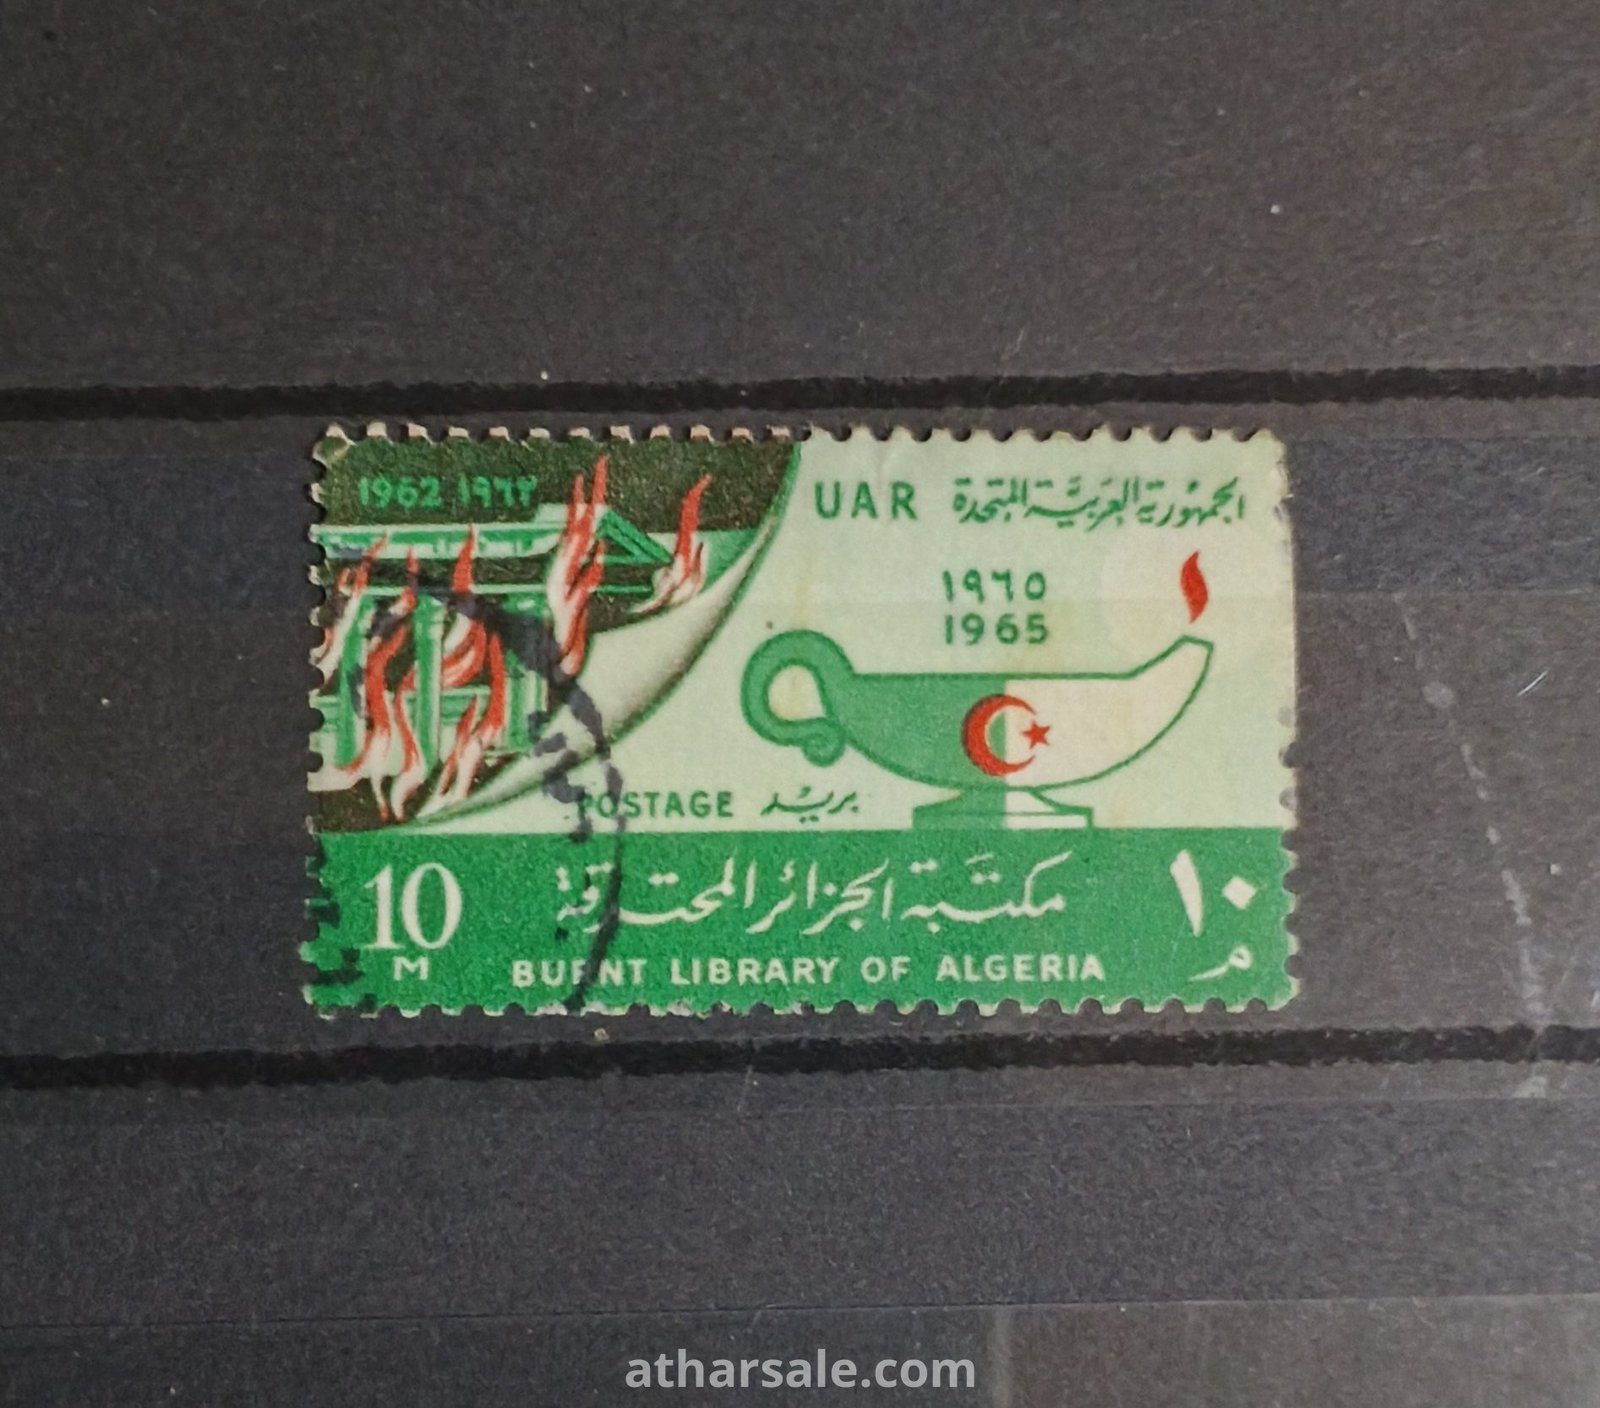 1962 ١٩٦٢
UAR الجمهورية العربية المتحدة
١٩٦٥
1965
POSTAGE بريد
10 مكتبة الجزائر المحترقة ١٠
M BURNT LIBRARY OF ALGERIA م
atharsale.com